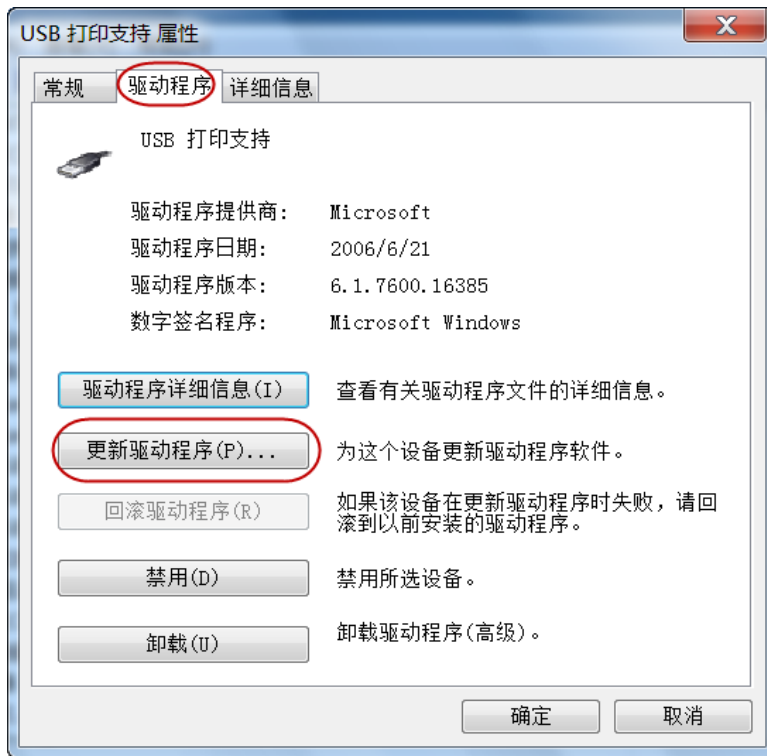 USB 打印支持 属性
常规 驱动程序 详细信息
USB 打印支持
驱动程序提供商: Microsoft
驱动程序日期: 2006/6/21
驱动程序版本: 6.1.7600.16385
数字签名程序: Microsoft Windows
驱动程序详细信息(I) 查看有关驱动程序文件的详细信息。
更新驱动程序(P)... 为这个设备更新驱动程序软件。
回滚驱动程序(R) 如果该设备在更新驱动程序时失败，请回
滚到以前安装的驱动程序。
禁用(D) 禁用所选设备。
卸载(U) 卸载驱动程序(高级)。
确定 取消